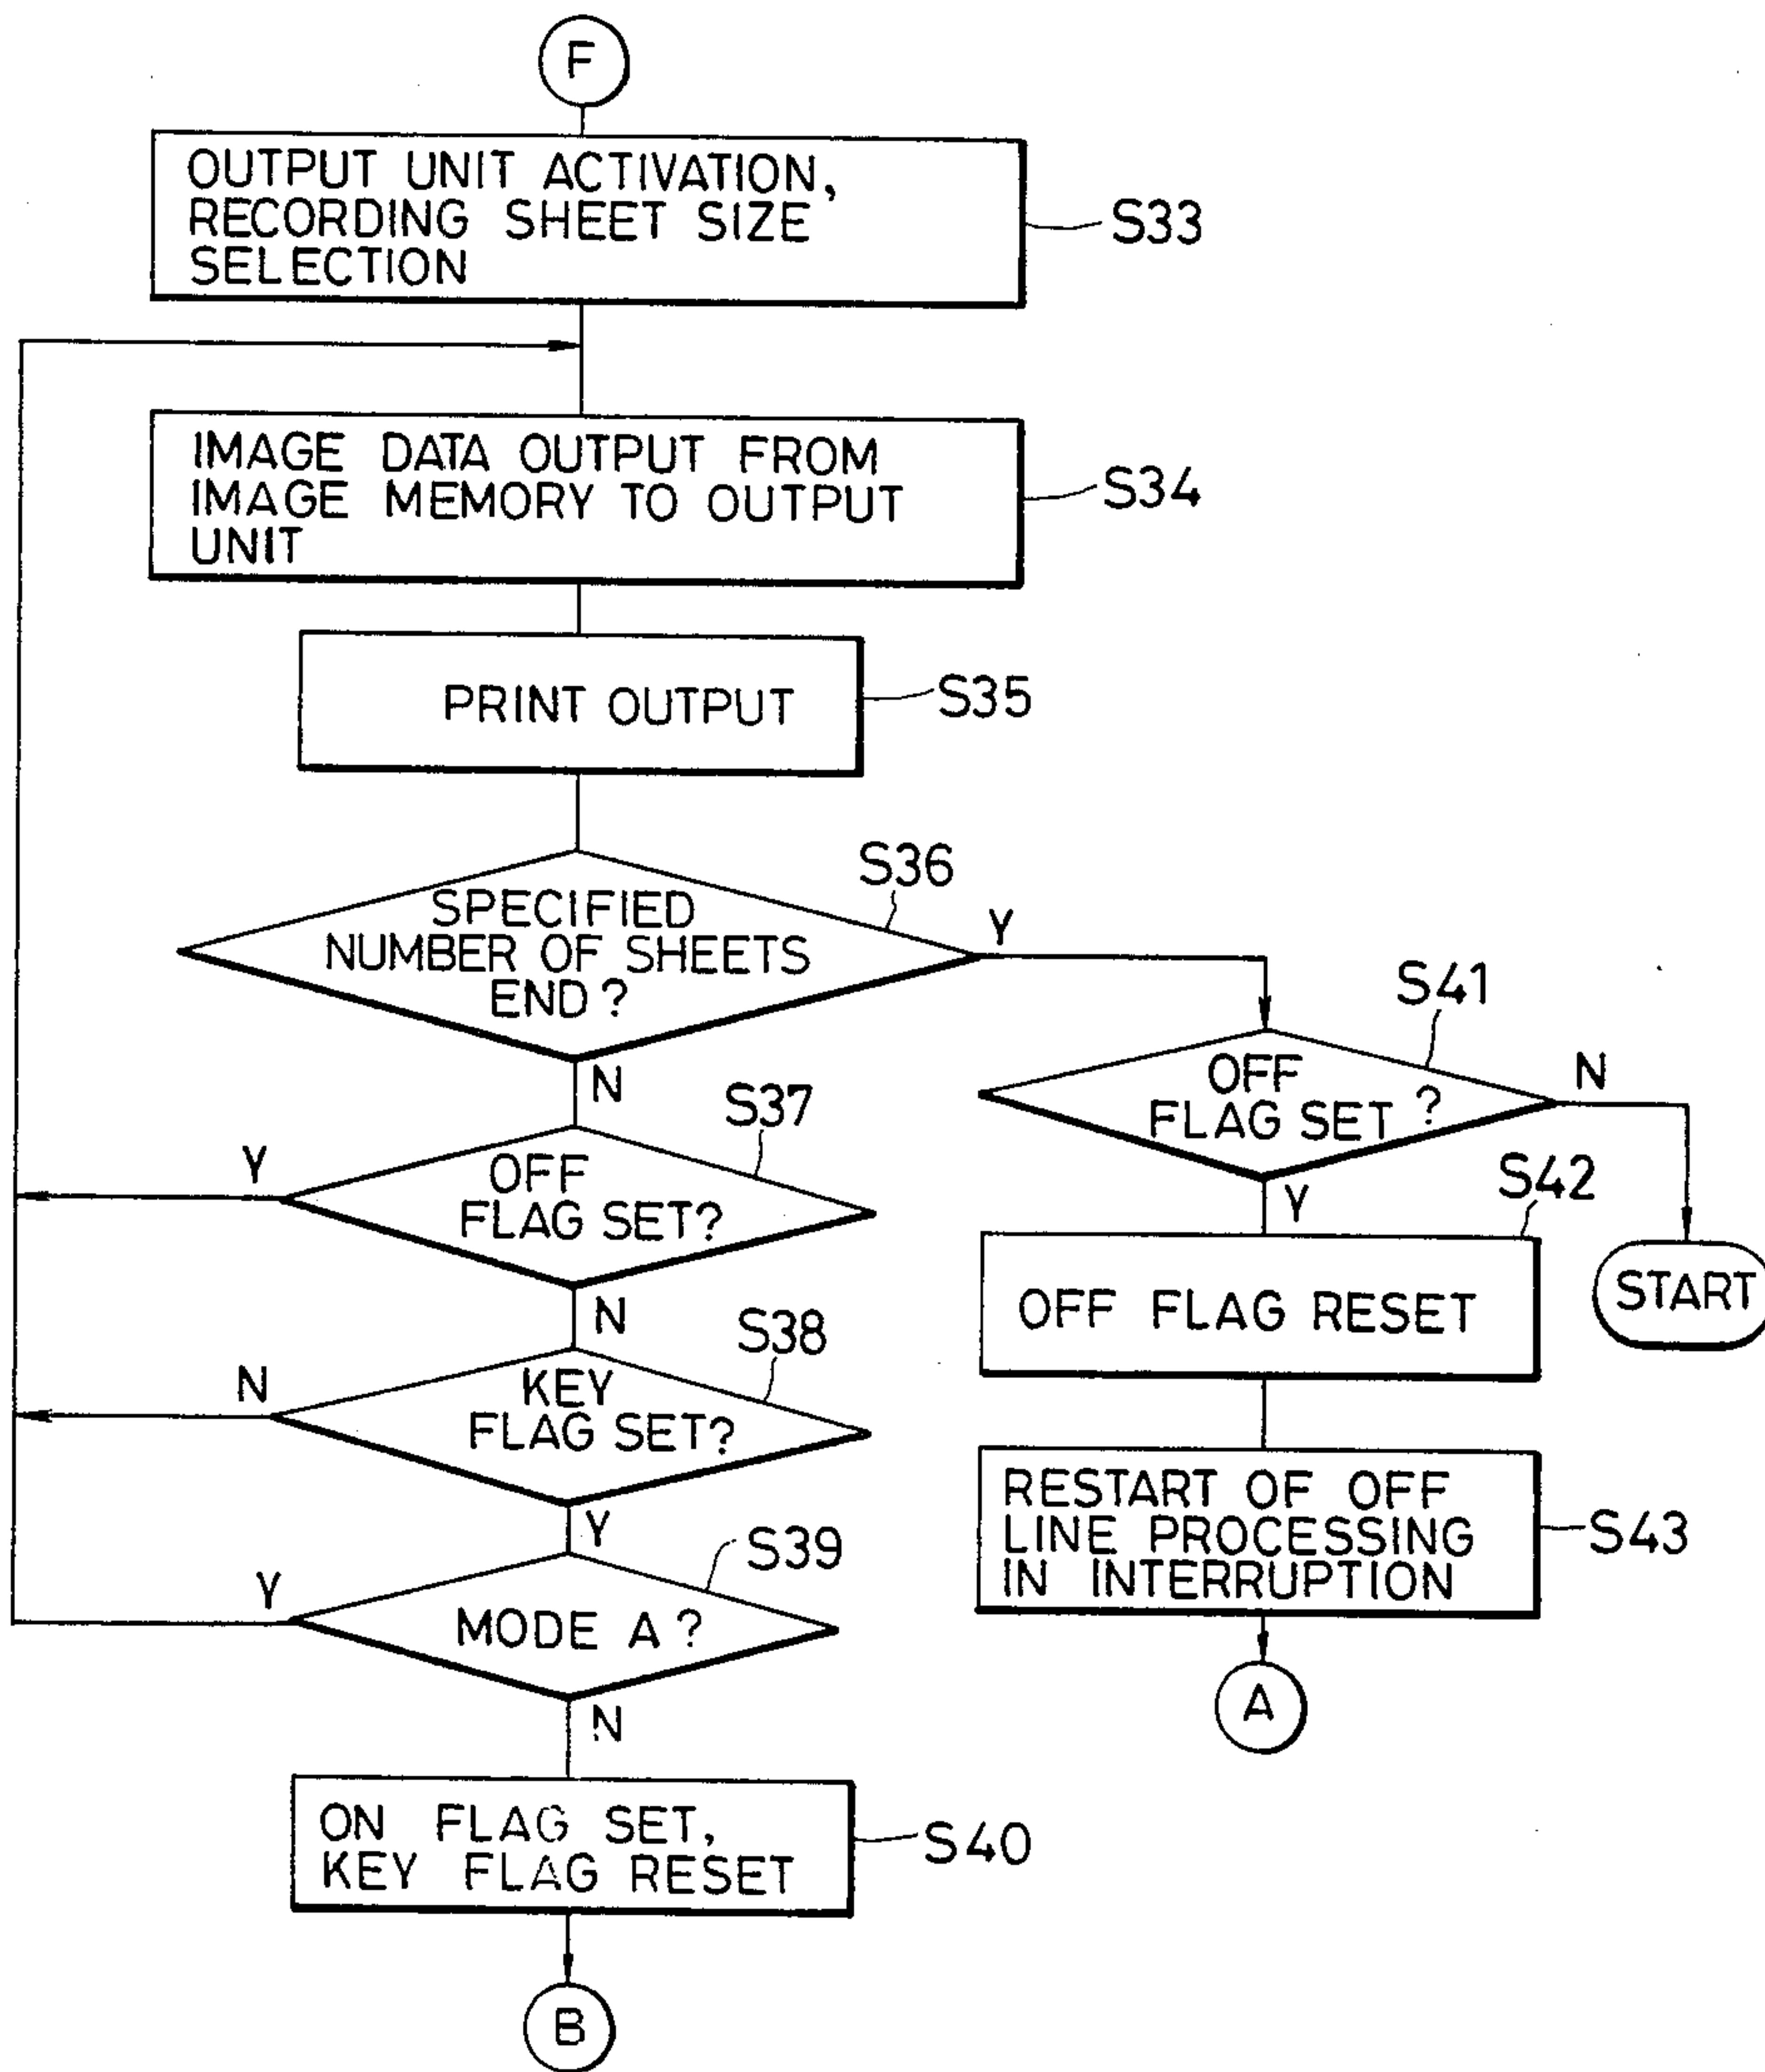 F
OUTPUT UNIT ACTIVATION,
RECORDING SHEET SIZE
SELECTION
S33
IMAGE DATA OUTPUT FROM
IMAGE MEMORY TO OUTPUT
UNIT
S34
PRINT OUTPUT
S35
SPECIFIED
NUMBER OF SHEETS
END?
S36
Y
N
OFF
FLAG SET?
S37
Y
N
KEY
FLAG SET?
S38
N
Y
MODE A?
S39
Y
N
ON FLAG SET,
KEY FLAG RESET
S40
B
OFF
FLAG SET?
S41
N
Y
START
OFF FLAG RESET
S42
RESTART OF OFF
LINE PROCESSING
IN INTERRUPTION
S43
A